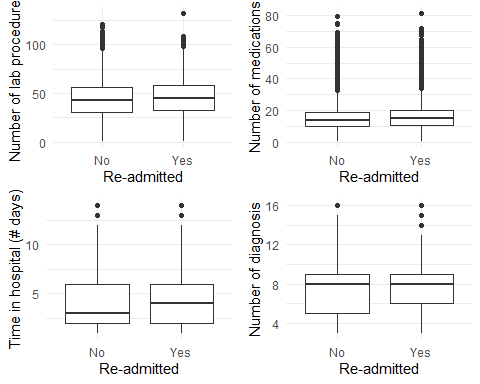 Number of lab procedure
100
50
0
No Yes
Re-admitted
Number of medications
80
60
40
20
0
No Yes
Re-admitted
Time in hospital (# days)
10
5
No Yes
Re-admitted
Number of diagnosis
16
12
8
4
No Yes
Re-admitted